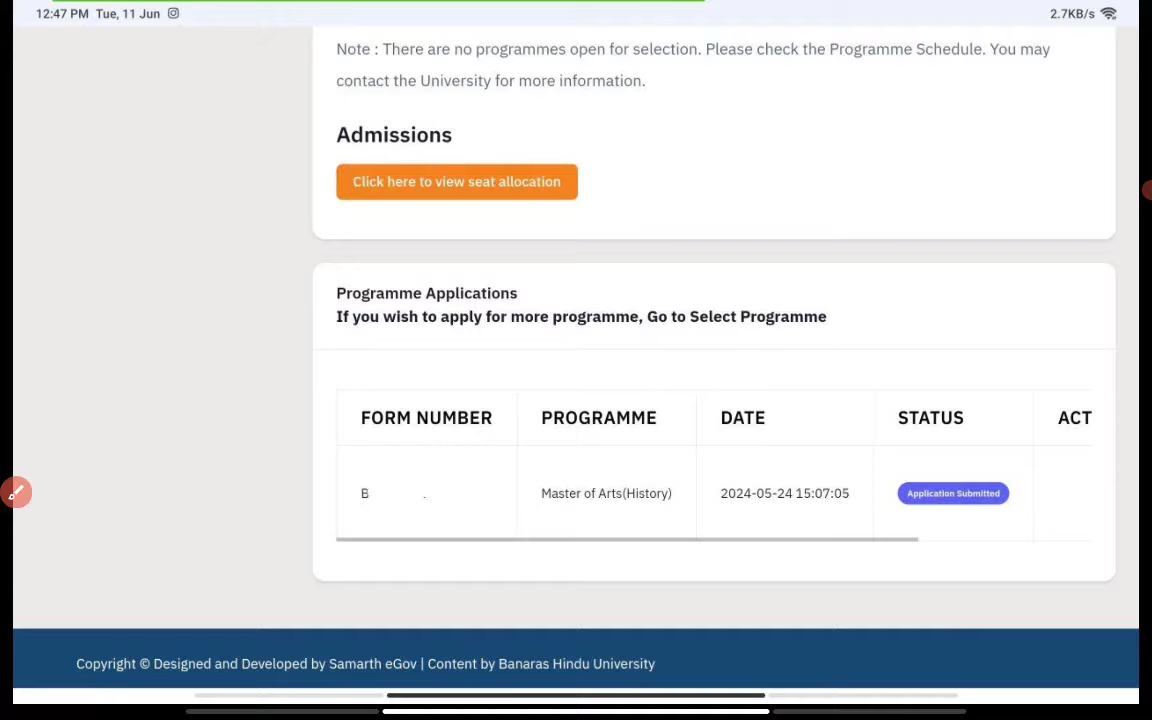 12:47 PM Tue, 11 Jun
2.7KB/s
Note : There are no programmes open for selection. Please check the Programme Schedule. You may
contact the University for more information.
Admissions
Click here to view seat allocation
Programme Applications
If you wish to apply for more programme, Go to Select Programme
FORM NUMBER PROGRAMME DATE STATUS ACT
B . Master of Arts(History) 2024-05-24 15:07:05 Application Submitted
Copyright © Designed and Developed by Samarth eGov | Content by Banaras Hindu University